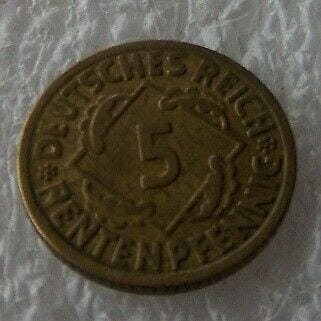 DEUTSCHES REICH
5
RENTENPFENNIG